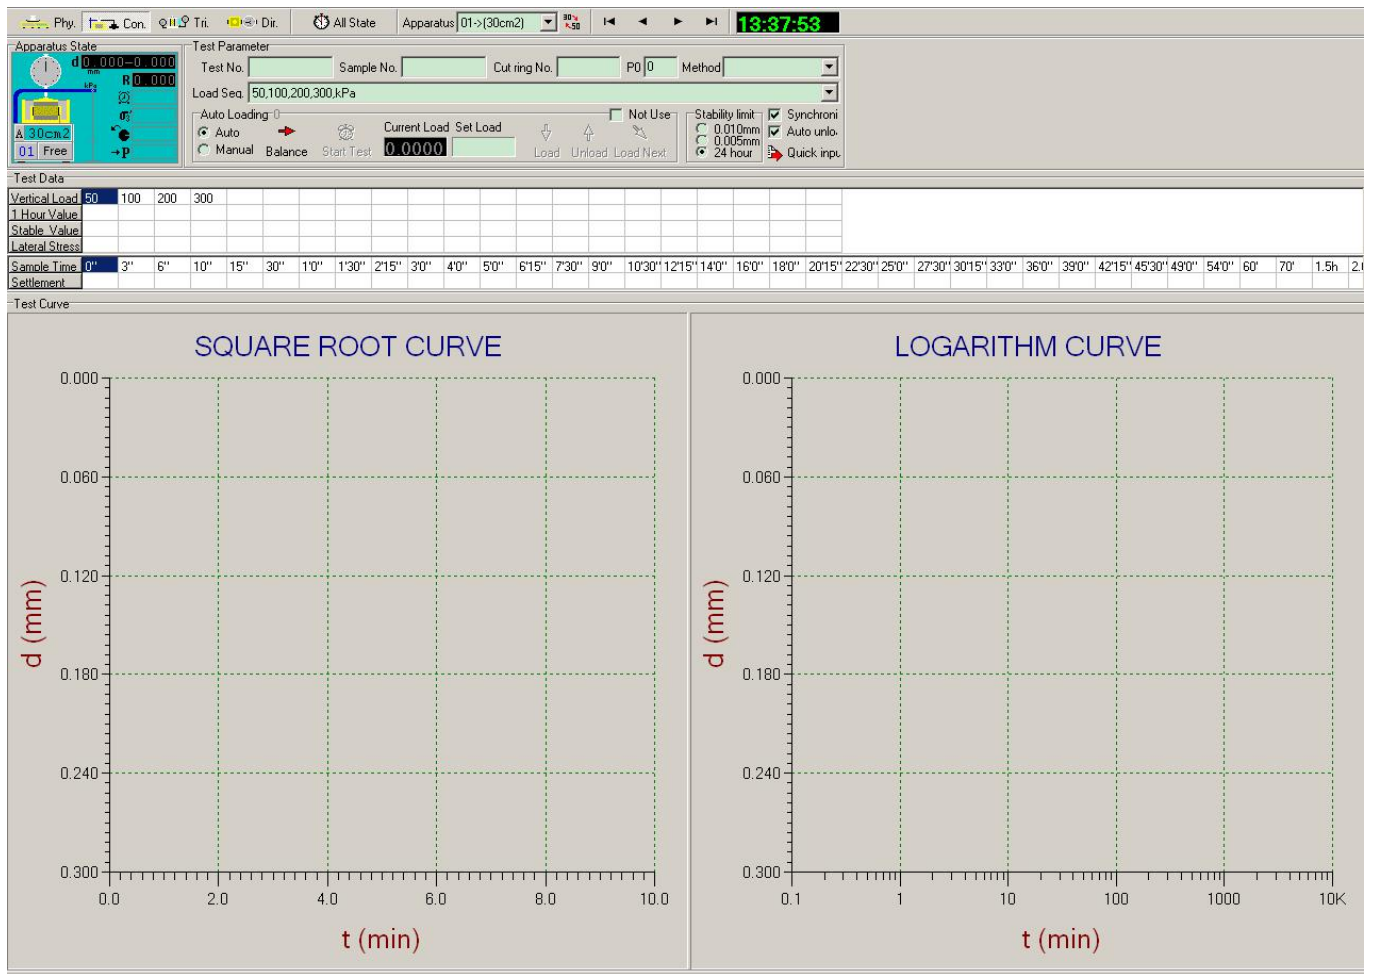 Phy. Con. Tri. Dir. All State Apparatus 01->(30cm2) 13:37:53
Apparatus State Test Parameter
d 0.000-0.000
mm
R 0.000
kPa
A 30cm2
01 Free
P
Test No. Sample No. Cut ring No. P0 0 Method
Load Seq. 50,100,200,300,kPa
Auto Loading 0 Not Use
Auto
Manual Balance Start Test
Current Load Set Load
0.0000
Load Unload Load Next
Stability limit
0.010mm
0.005mm
24 hour
Synchroni
Auto unlo
Quick inpu
Test Data
Vertical Load 50 100 200 300
1 Hour Value
Stable Value
Lateral Stress
Sample Time 0" 3" 6" 10" 15" 30" 1'0" 1'30" 2'15" 3'0" 4'0" 5'0" 6'15" 7'30" 9'0" 10'30" 12'15" 14'0" 16'0" 18'0" 20'15" 22'30" 25'0" 27'30" 30'15" 33'0" 36'0" 39'0" 42'15" 45'30" 49'0" 54'0" 60' 70' 1.5h
Settlement
Test Curve
SQUARE ROOT CURVE
0.000
0.060
0.120
0.180
0.240
0.300
d (mm)
0.0 2.0 4.0 6.0 8.0 10.0
t (min)
LOGARITHM CURVE
0.000
0.060
0.120
0.180
0.240
0.300
d (mm)
0.1 1 10 100 1000 10K
t (min)